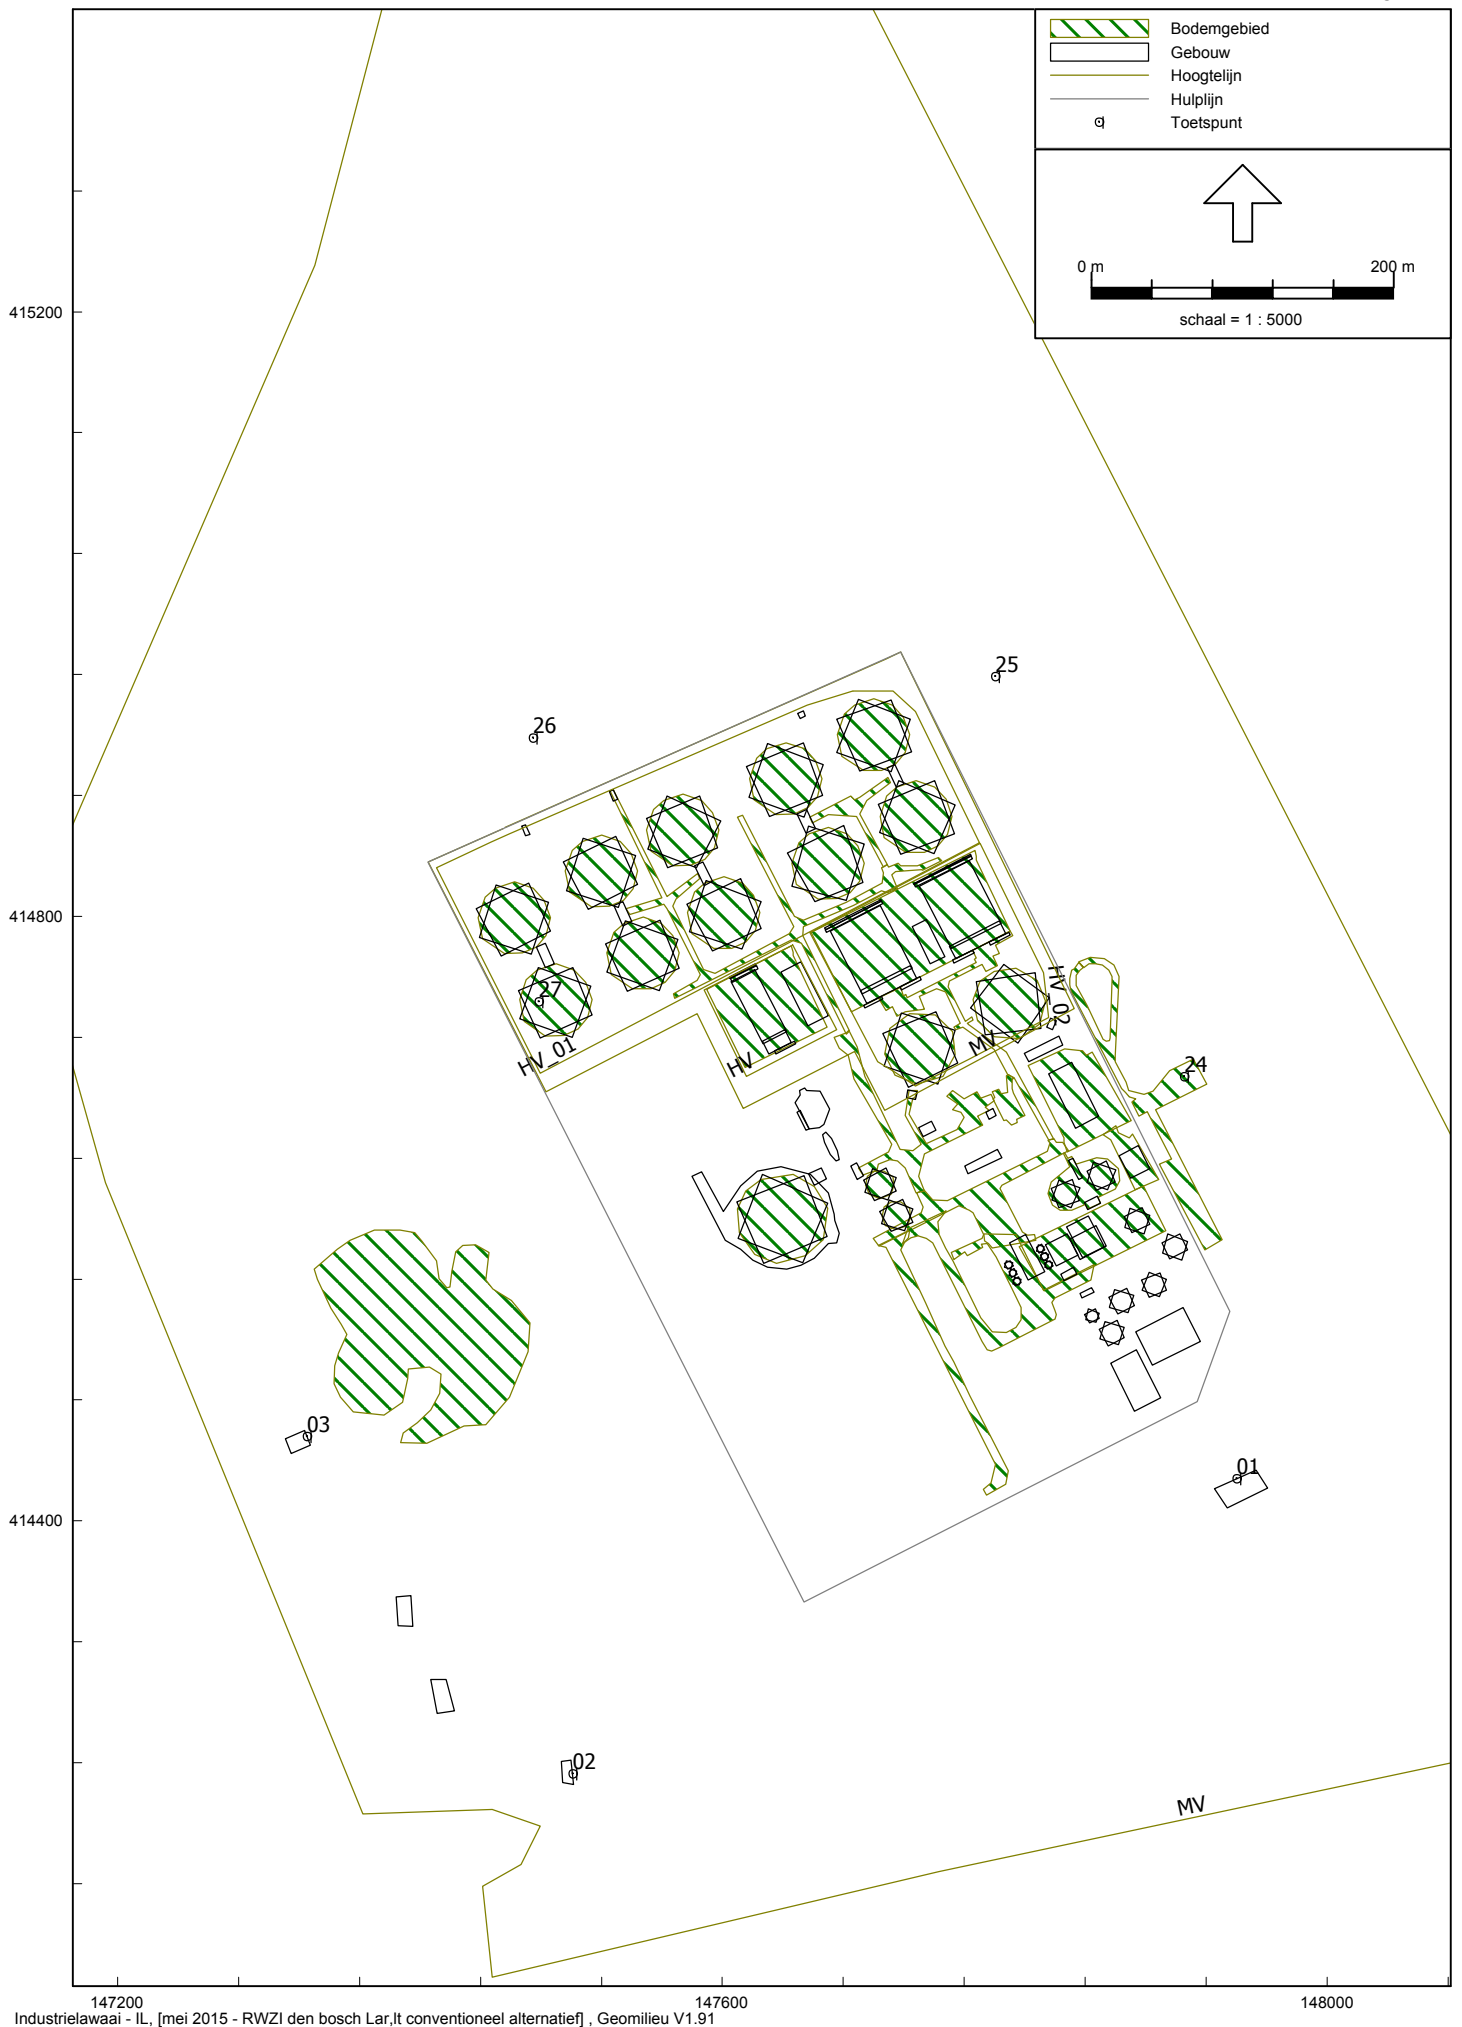 Bodemgebied
Gebouw
Hoogtelijn
Hulplijn
Toetspunt
0 m 200 m
schaal = 1 : 5000
415200
25
26
414800
27
HV_01
HV
MV
HV_02
24
03
01
414400
02
MV
147200 147600 148000
Industrielawaai - IL, [mei 2015 - RWZI den bosch Lar,lt conventioneel alternatief] , Geomilieu V1.91